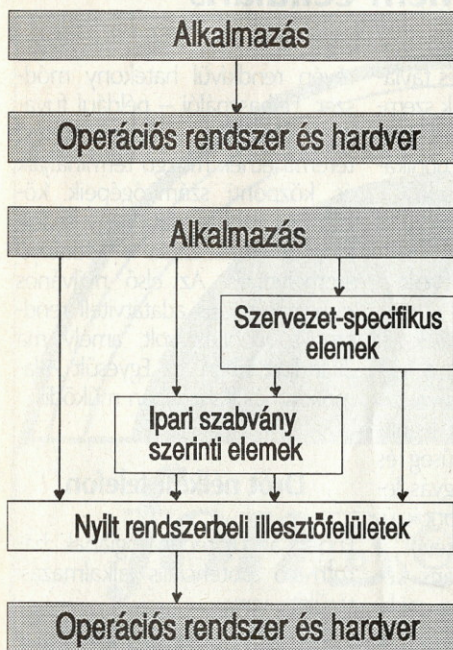 Alkalmazás
Operációs rendszer és hardver
Alkalmazás
Szervezet-specifikus
elemek
Ipari szabvány
szerinti elemek
Nyilt rendszerbeli illesztőfelületek
Operációs rendszer és hardver